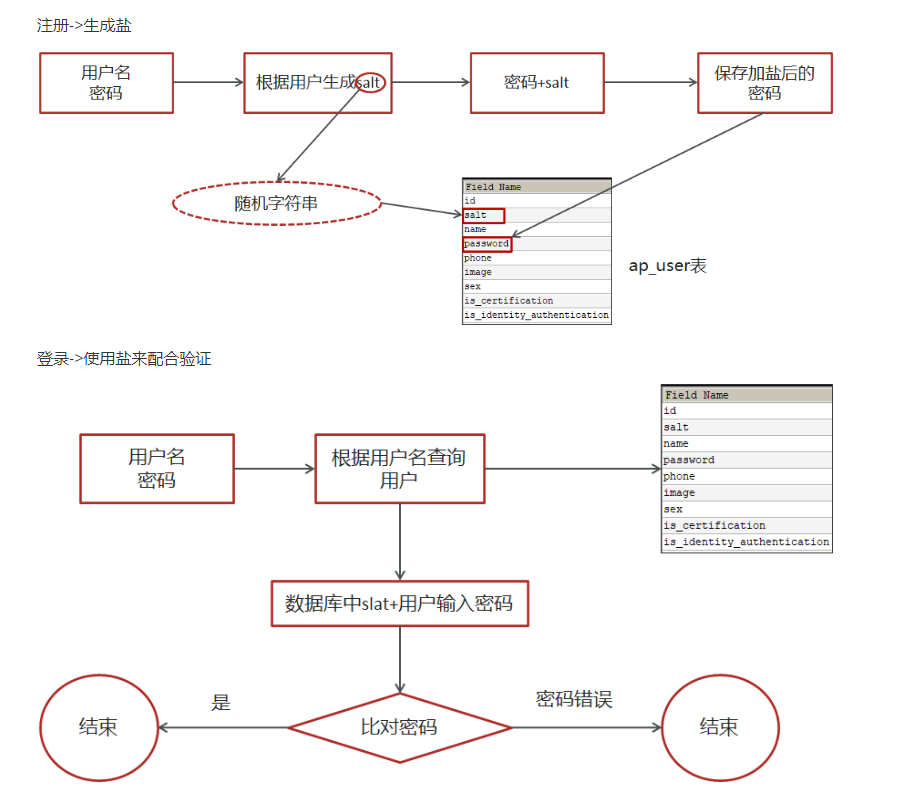 注册->生成盐
用户名
密码
根据用户生成salt
密码+salt
保存加盐后的
密码
随机字符串
Field Name
id
salt
name
password
phone
image
sex
is_certification
is_identity_authentication
ap_user表
登录->使用盐来配合验证
用户名
密码
根据用户名查询
用户
Field Name
id
salt
name
password
phone
image
sex
is_certification
is_identity_authentication
数据库中slat+用户输入密码
是
密码错误
结束
比对密码
结束